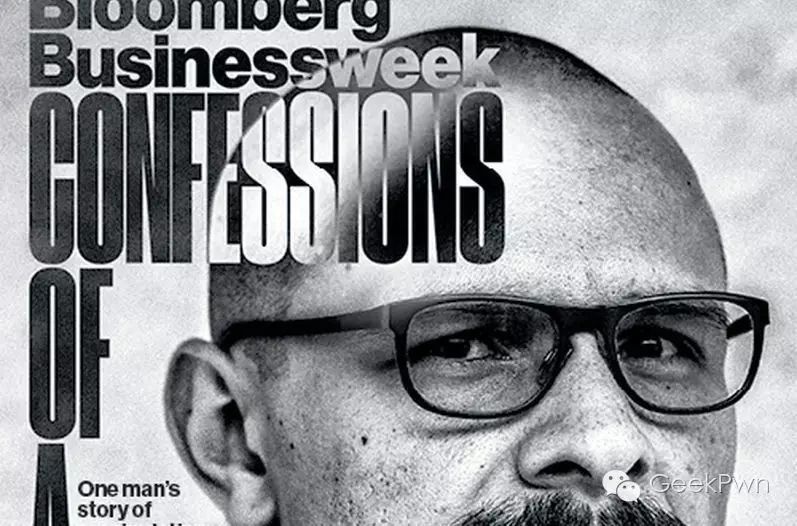 Bloomberg
Businessweek
CONFESSIONS
OF
A
One man's
story of
GeekPwn